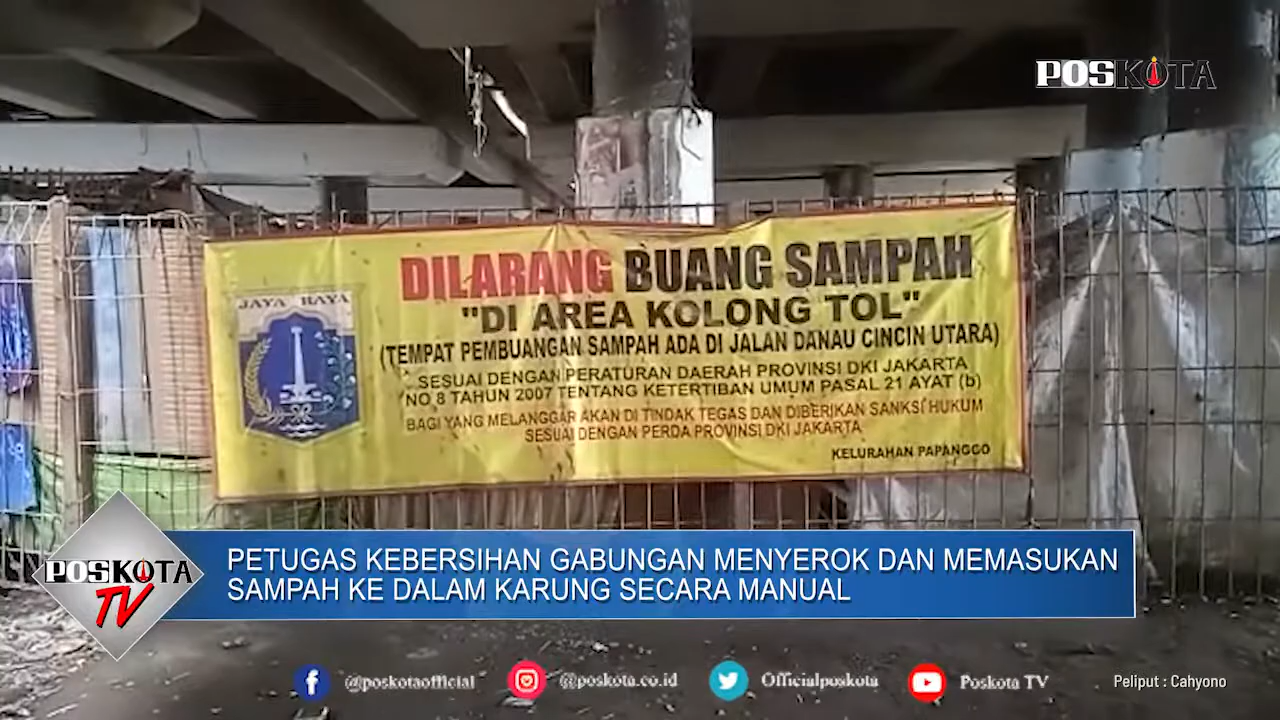 POSKOTA
DILARANG BUANG SAMPAH
"DI AREA KOLONG TOL"
(TEMPAT PEMBUANGAN SAMPAH ADA DI JALAN DANAU CINCIN UTARA)
SESUAI DENGAN PERATURAN DAERAH PROVINSI DKI JAKARTA
NO 8 TAHUN 2007 TENTANG KETERTIBAN UMUM PASAL 21 AYAT (b)
BAGI YANG MELANGGAR AKAN DI TINDAK TEGAS DAN DIBERIKAN SANKSI HUKUM
SESUAI DENGAN PERDA PROVINSI DKI JAKARTA
KELURAHAN PAPANGGO
JAYA RAYA
POSKOTA
TV
PETUGAS KEBERSIHAN GABUNGAN MENYEROK DAN MEMASUKAN
SAMPAH KE DALAM KARUNG SECARA MANUAL
@poskotaofficial
@poskota.co.id
Officialposkota
Poskota TV
Peliput : Cahyono